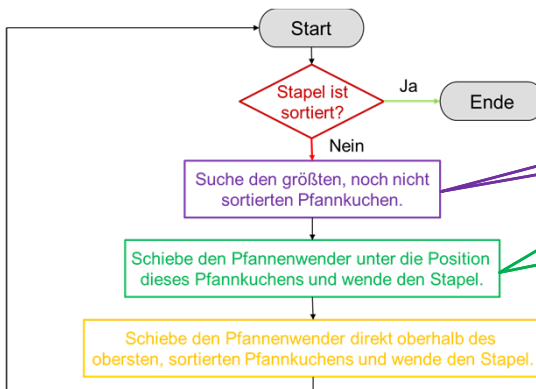 Start
Stapel ist
sortiert?
Ja
Ende
Nein
Suche den größten, noch nicht
sortierten Pfannkuchen.
Schiebe den Pfannenwender unter die Position
dieses Pfannkuchens und wende den Stapel.
Schiebe den Pfannenwender direkt oberhalb des
obersten, sortierten Pfannkuchens und wende den Stapel.